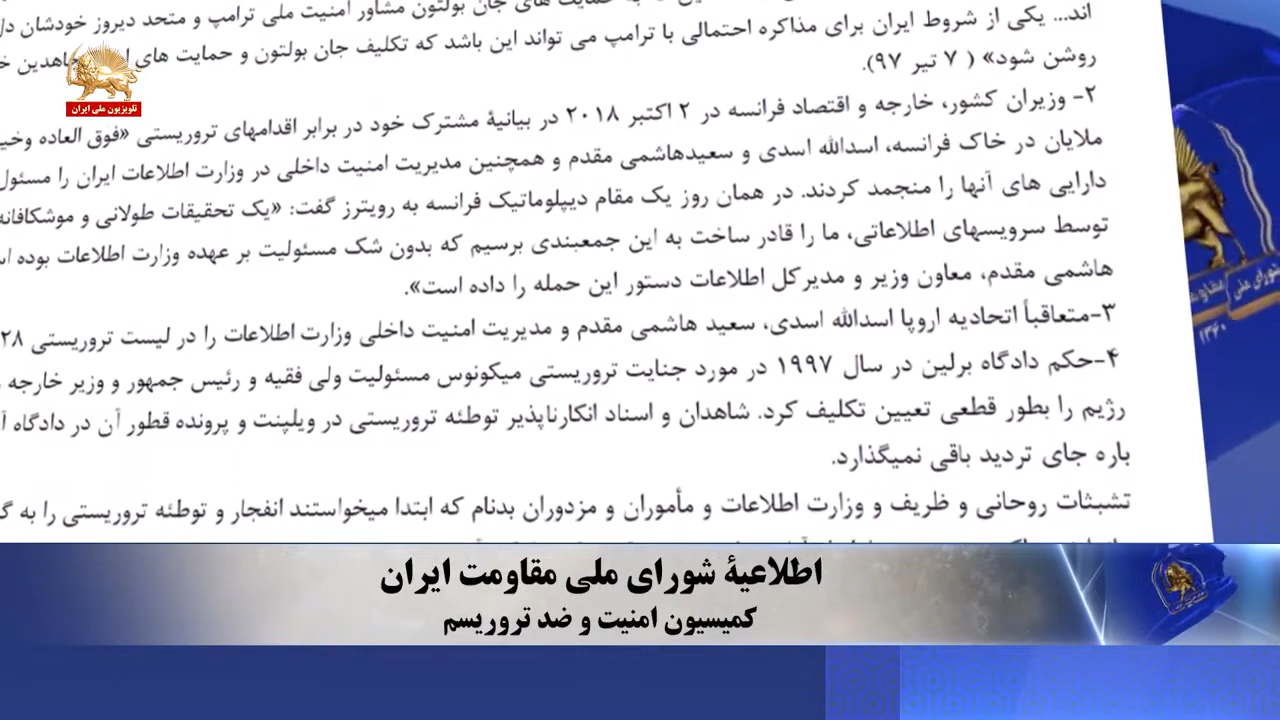 اند... یکی از شروط ایران برای مذاکره احتمالی با ترامپ می تواند این باشد که تکلیف جان بولتون و حمایت های
روشن شود» ( ۷ تیر ۹۷).
۲- وزیران کشور، خارجه و اقتصاد فرانسه در ۲ اکتبر ۲۰۱۸ در بیانیهٔ مشترک خود در برابر اقدامهای تروریستی «فوق العاده
ملایان در خاک فرانسه، اسدالله اسدی و سعیدهاشمی مقدم و همچنین مدیریت امنیت داخلی در وزارت اطلاعات ایران را مسئول
دارایی های آنها را منجمد کردند. در همان روز یک مقام دیپلوماتیک فرانسه به رویترز گفت: «یک تحقیقات طولانی و موشکافانه
توسط سرویسهای اطلاعاتی، ما را قادر ساخت به این جمعبندی برسیم که بدون شک مسئولیت بر عهده وزارت اطلاعات بوده
هاشمی مقدم، معاون وزیر و مدیرکل اطلاعات دستور این حمله را داده است».
۳-متعاقباً اتحادیه اروپا اسدالله اسدی، سعید هاشمی مقدم و مدیریت امنیت داخلی وزارت اطلاعات را در لیست تروریستی ۲۸
۴-حکم دادگاه برلین در سال ۱۹۹۷ در مورد جنایت تروریستی میکونوس مسئولیت ولی فقیه و رئیس جمهور و وزیر خارجه
رژیم را بطور قطعی تعیین تکلیف کرد. شاهدان و اسناد انکارناپذیر توطئه تروریستی در ویلپنت و پرونده قطور آن در دادگاه
باره جای تردید باقی نمیگذارد.
تشبثات روحانی و ظریف و وزارت اطلاعات و مأموران و مزدوران بدنام که ابتدا میخواستند انفجار و توطئه تروریستی را به
تلویزیون ملی ایران
شورای ملی مقاومت
۱۳۶۰
اطلاعیهٔ شورای ملی مقاومت ایران
کمیسیون امنیت و ضد تروریسم